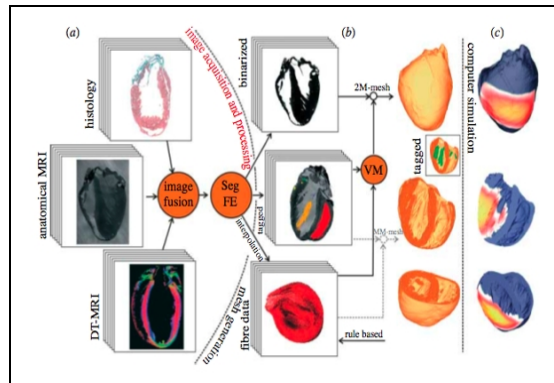 (a)
(b)
(c)
histology
anatomical MRI
DT-MRI
image
fusion
image acquisition and processing
Seg
FE
interpolation
mesh generation
binarized
tagged
fibre data
2M-mesh
VM
MM-mesh
rule based
tagged
computer simulation